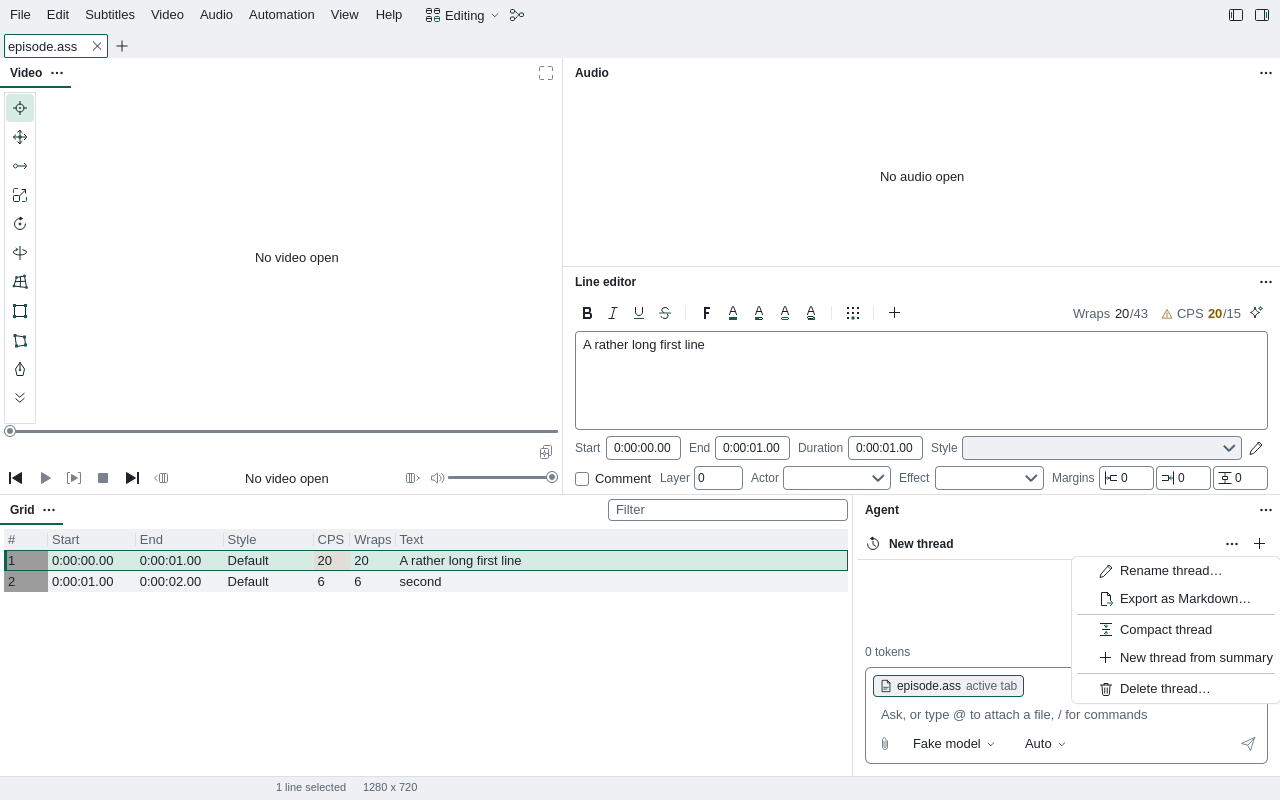 File Edit Subtitles Video Audio Automation View Help Editing
episode.ass
Video
Audio
No video open
No audio open
Line editor
B I U S F A A A A Wraps 20/43 CPS 20/15
A rather long first line
Start 0:00:00.00 End 0:00:01.00 Duration 0:00:01.00 Style
No video open
Comment Layer 0 Actor Effect Margins 0 0 0
Grid
Filter
Agent
# Start End Style CPS Wraps Text
1 0:00:00.00 0:00:01.00 Default 20 20 A rather long first line
2 0:00:01.00 0:00:02.00 Default 6 6 second
New thread
Rename thread…
Export as Markdown…
Compact thread
New thread from summary
Delete thread…
0 tokens
episode.ass active tab
Ask, or type @ to attach a file, / for commands
Fake model Auto
1 line selected 1280 x 720